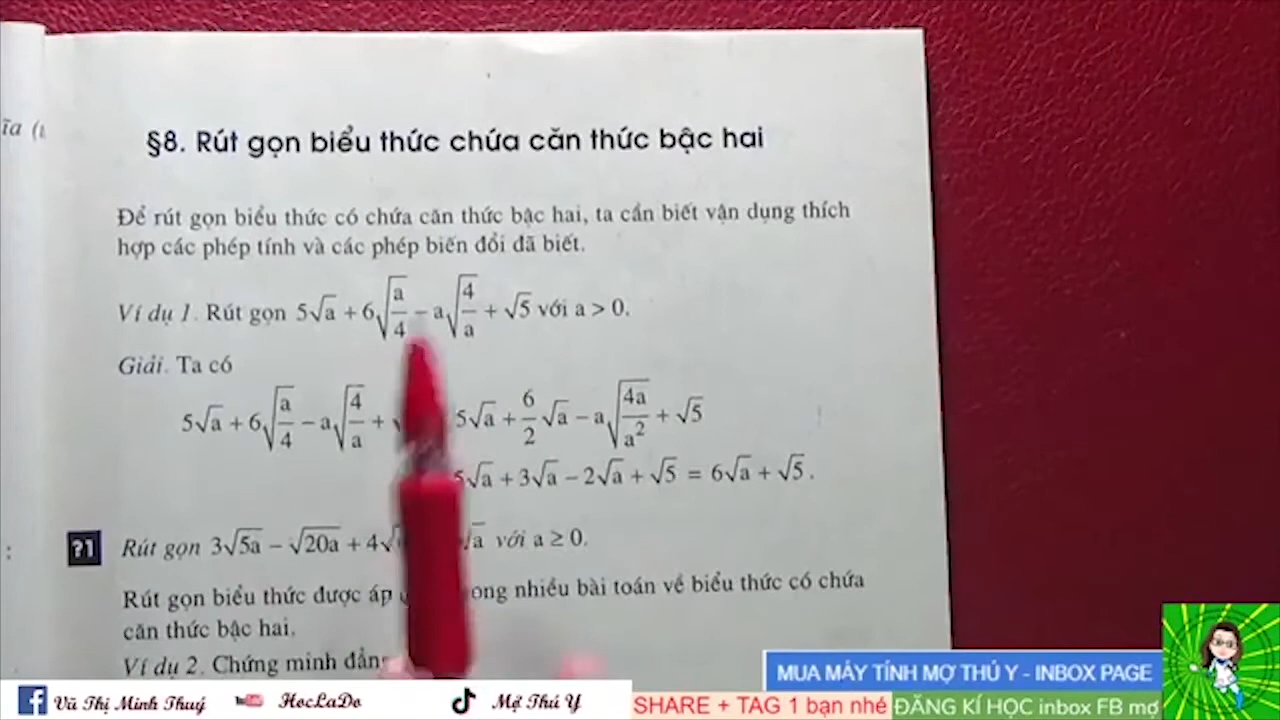 ĩa (t
§8. Rút gọn biểu thức chứa căn thức bậc hai
Để rút gọn biểu thức có chứa căn thức bậc hai, ta cần biết vận dụng thích
hợp các phép tính và các phép biến đổi đã biết.
Ví dụ 1. Rút gọn 5√a + 6√(a/4) − a√(4/a) + √5 với a > 0.
Giải. Ta có
5√a + 6√(a/4) − a√(4/a) + 5√a + 6/2 √a − a√(4a/a²) + √5
5√a + 3√a − 2√a + √5 = 6√a + √5.
?1 Rút gọn 3√5a − √20a + 4√ √a với a ≥ 0.
:
Rút gọn biểu thức được áp ong nhiều bài toán về biểu thức có chứa
căn thức bậc hai.
Ví dụ 2. Chứng minh đẳng
MUA MÁY TÍNH MỢ THÚ Y - INBOX PAGE
Vũ Thị Minh Thuý HocLaDo Mợ Thú Y SHARE + TAG 1 bạn nhé ĐĂNG KÍ HỌC inbox FB mợ